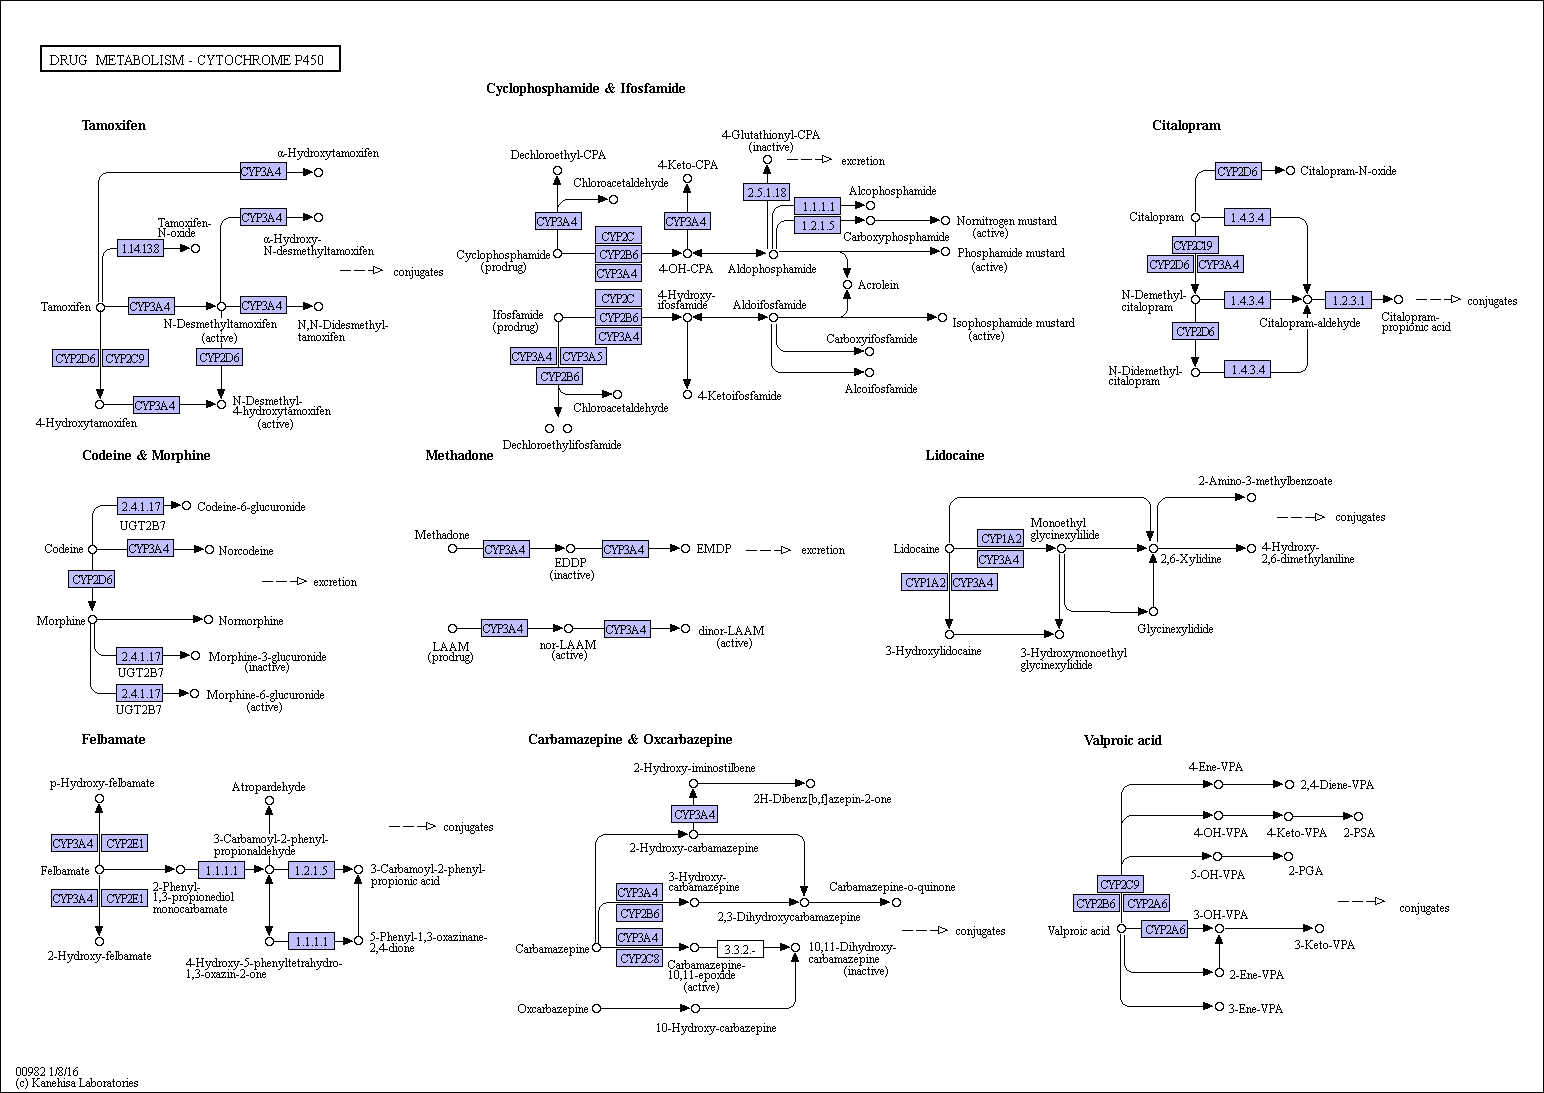 DRUG METABOLISM - CYTOCHROME P450
Cyclophosphamide & Ifosfamide
Tamoxifen
α-Hydroxytamoxifen
CYP3A4
Tamoxifen-
N-oxide
CYP3A4
α-Hydroxy-
N-desmethyltamoxifen
1.14.13.8
conjugates
Tamoxifen
CYP3A4
CYP3A4
N-Desmethyltamoxifen
(active)
N,N-Didesmethyl-
tamoxifen
CYP2D6
CYP2C9
CYP2D6
CYP3A4
N-Desmethyl-
4-hydroxytamoxifen
(active)
4-Hydroxytamoxifen
4-Glutathionyl-CPA
(inactive)
excretion
Dechloroethyl-CPA
4-Keto-CPA
Chloroacetaldehyde
2.5.1.18
Alcophosphamide
1.1.1.1
CYP3A4
CYP3A4
1.2.1.5
Nornitrogen mustard
(active)
Carboxyphosphamide
CYP2C
CYP2B6
CYP3A4
Cyclophosphamide
(prodrug)
4-OH-CPA
Aldophosphamide
Phosphamide mustard
(active)
Acrolein
CYP2C
CYP2B6
CYP3A4
4-Hydroxy-
ifosfamide
Aldoifosfamide
Ifosfamide
(prodrug)
Isophosphamide mustard
(active)
Carboxyifosfamide
CYP3A4
CYP3A5
CYP2B6
Alcoifosfamide
4-Ketoifosfamide
Chloroacetaldehyde
Dechloroethylifosfamide
Citalopram
CYP2D6
Citalopram-N-oxide
Citalopram
1.4.3.4
CYP2C19
CYP2D6
CYP3A4
N-Demethyl-
citalopram
1.4.3.4
1.2.3.1
conjugates
Citalopram-aldehyde
Citalopram-
propionic acid
CYP2D6
N-Didemethyl-
citalopram
1.4.3.4
Codeine & Morphine
2.4.1.17
Codeine-6-glucuronide
UGT2B7
Codeine
CYP3A4
Norcodeine
CYP2D6
excretion
Morphine
Normorphine
2.4.1.17
Morphine-3-glucuronide
(inactive)
UGT2B7
2.4.1.17
Morphine-6-glucuronide
(active)
UGT2B7
Methadone
Methadone
CYP3A4
CYP3A4
EMDP
excretion
EDDP
(inactive)
CYP3A4
CYP3A4
dinor-LAAM
(active)
LAAM
(prodrug)
nor-LAAM
(active)
Lidocaine
2-Amino-3-methylbenzoate
conjugates
Monoethyl
glycinexylilide
CYP1A2
CYP3A4
Lidocaine
2,6-Xylidine
4-Hydroxy-
2,6-dimethylaniline
CYP1A2
CYP3A4
Glycinexylidide
3-Hydroxylidocaine
3-Hydroxymonoethyl
glycinexylidide
Felbamate
p-Hydroxy-felbamate
Atropardehyde
conjugates
CYP3A4
CYP2E1
3-Carbamoyl-2-phenyl-
propionaldehyde
Felbamate
1.1.1.1
1.2.1.5
3-Carbamoyl-2-phenyl-
propionic acid
CYP3A4
CYP2E1
2-Phenyl-
1,3-propionediol
monocarbamate
1.1.1.1
5-Phenyl-1,3-oxazinane-
2,4-dione
2-Hydroxy-felbamate
4-Hydroxy-5-phenyltetrahydro-
1,3-oxazin-2-one
Carbamazepine & Oxcarbazepine
2-Hydroxy-iminostilbene
2H-Dibenz[b,f]azepin-2-one
CYP3A4
2-Hydroxy-carbamazepine
3-Hydroxy-
carbamazepine
Carbamazepine-o-quinone
CYP3A4
CYP2B6
2,3-Dihydroxycarbamazepine
conjugates
CYP3A4
CYP2C8
Carbamazepine
3.3.2.-
10,11-Dihydroxy-
carbamazepine
(inactive)
Carbamazepine-
10,11-epoxide
(active)
Oxcarbazepine
10-Hydroxy-carbazepine
Valproic acid
4-Ene-VPA
2,4-Diene-VPA
4-OH-VPA
4-Keto-VPA
2-PSA
5-OH-VPA
2-PGA
CYP2C9
CYP2B6
CYP2A6
conjugates
3-OH-VPA
Valproic acid
CYP2A6
3-Keto-VPA
2-Ene-VPA
3-Ene-VPA
00982 1/8/16
(c) Kanehisa Laboratories